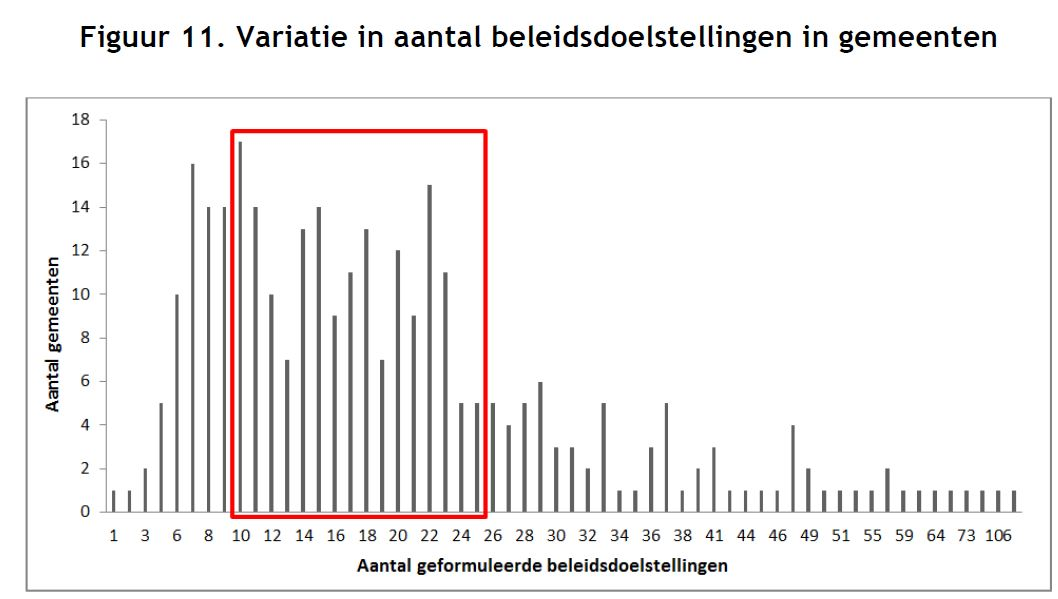 Figuur 11. Variatie in aantal beleidsdoelstellingen in gemeenten
18
16
14
12
10
8
6
4
2
0
Aantal gemeenten
1 3 6 8 10 12 14 16 18 20 22 24 26 28 30 32 34 36 38 41 44 46 49 51 55 59 64 73 106
Aantal geformuleerde beleidsdoelstellingen